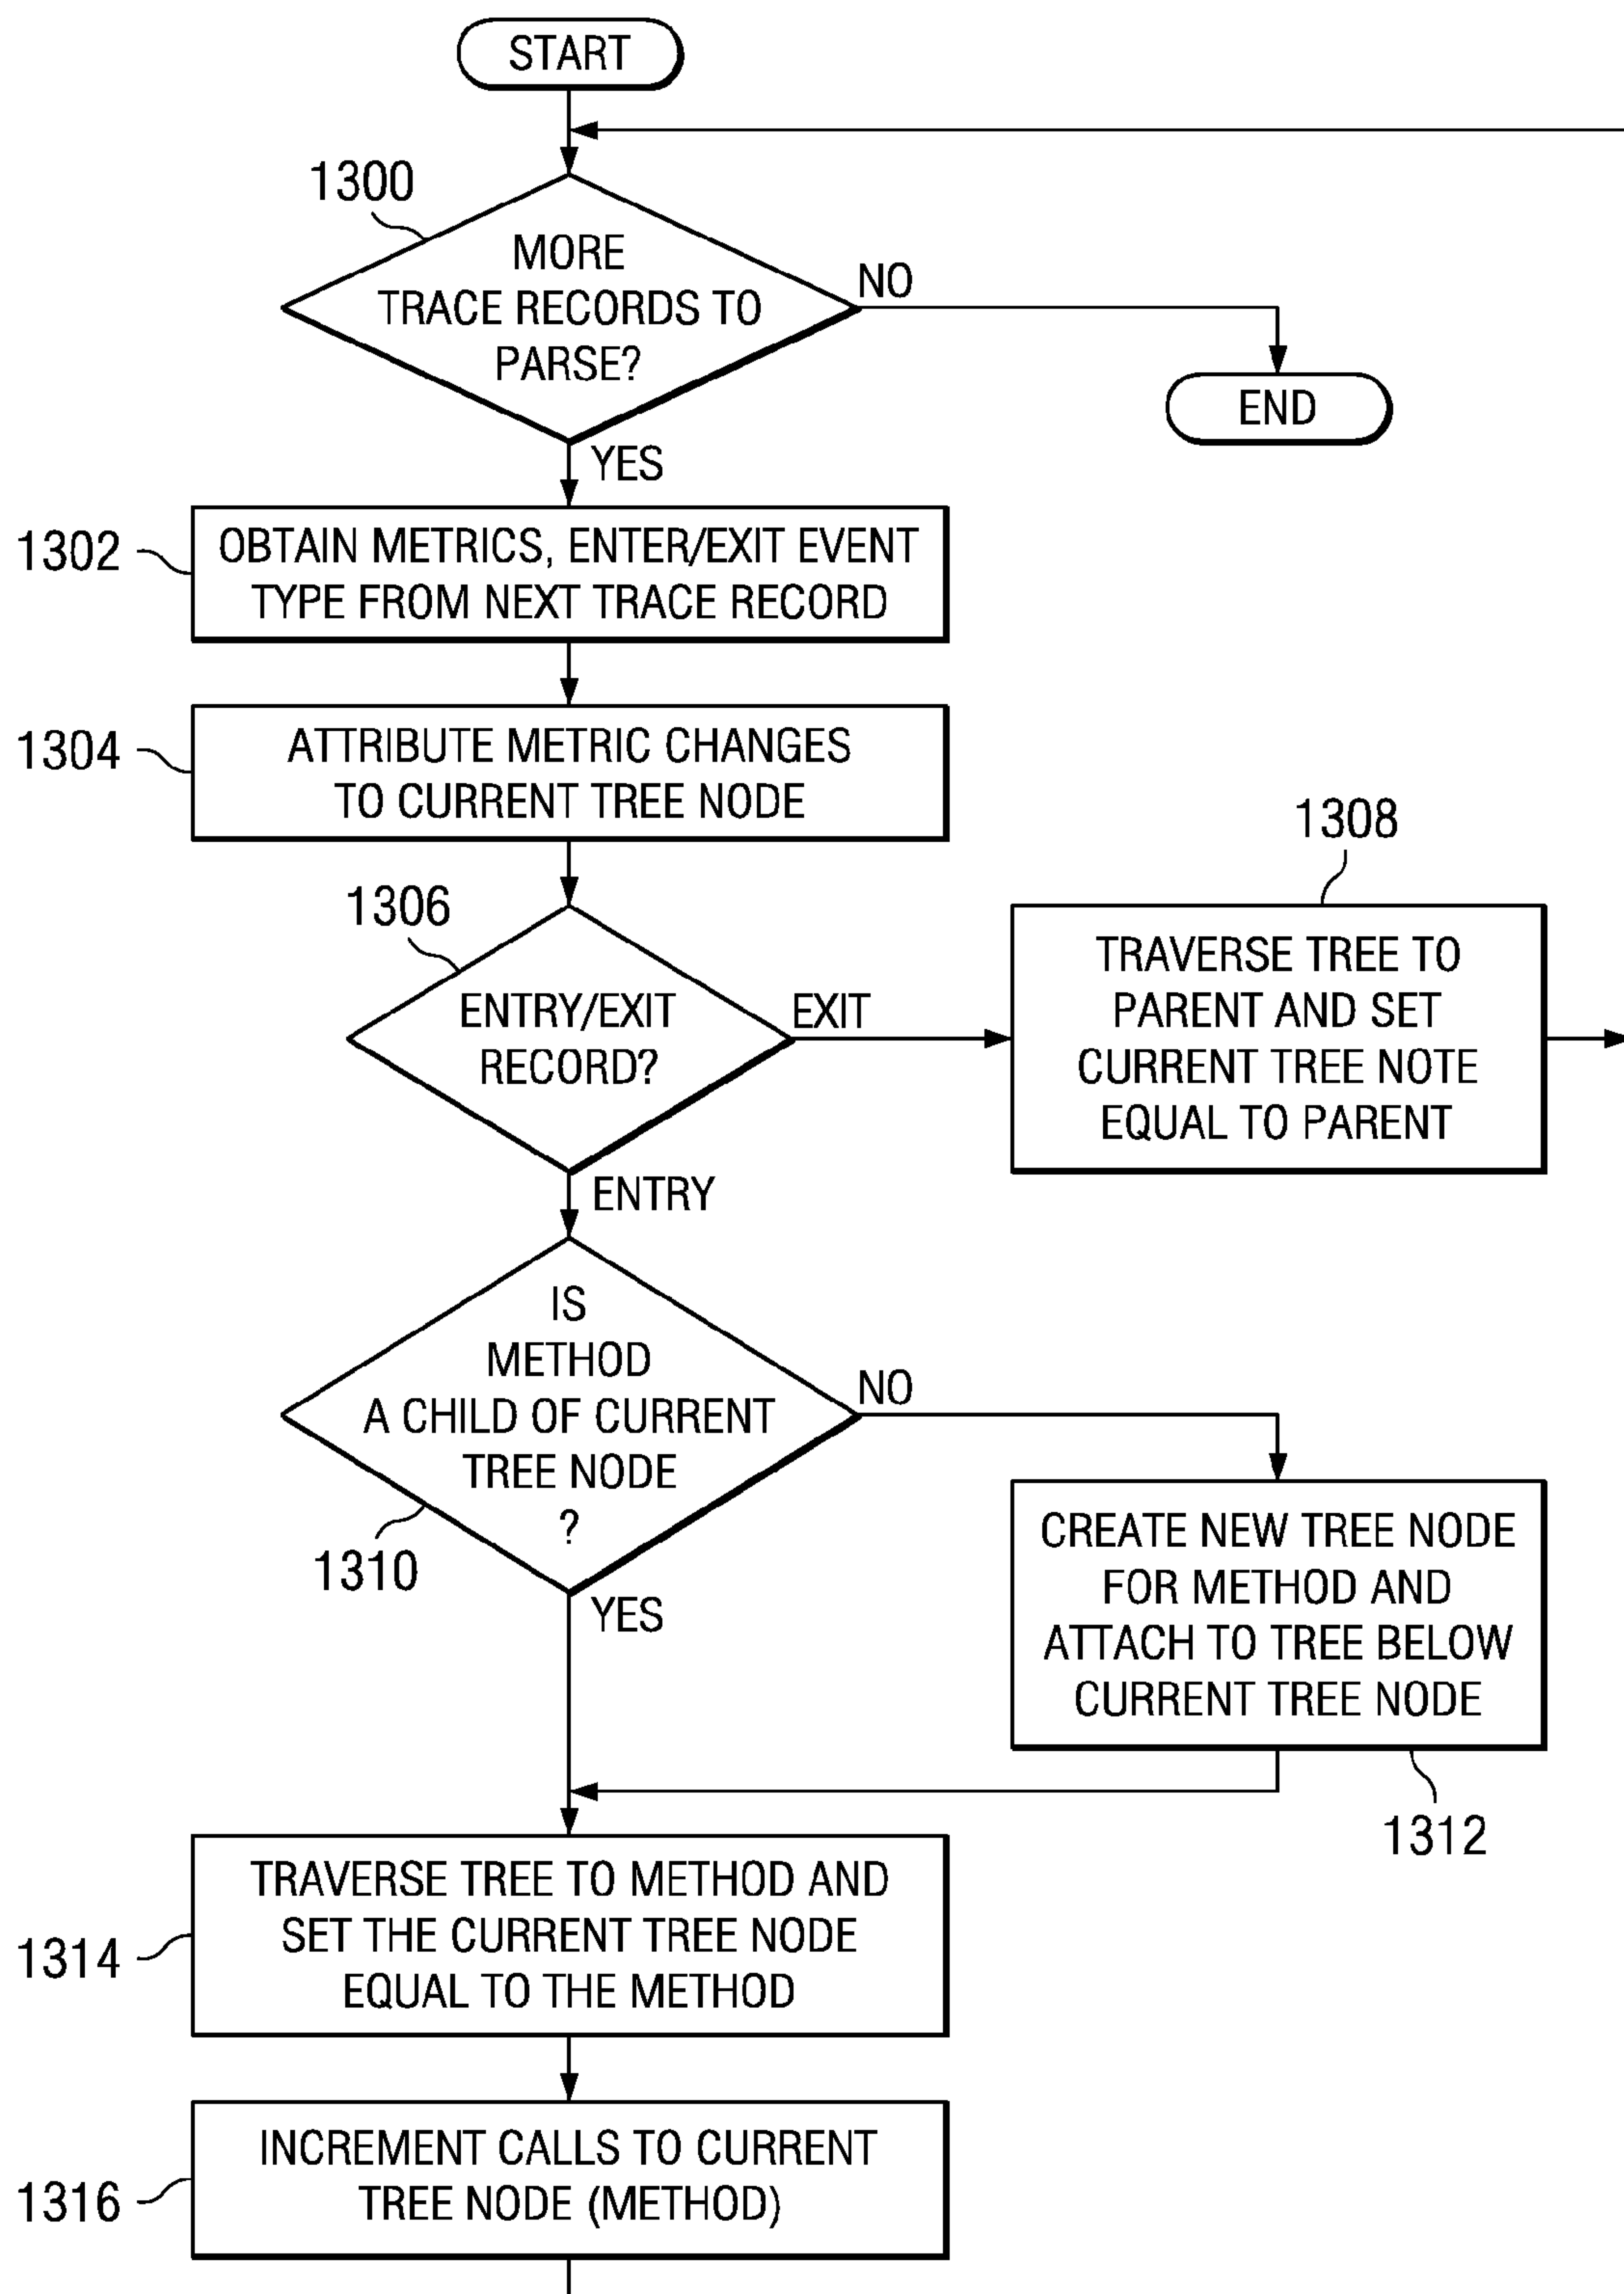 START
1300
MORE
TRACE RECORDS TO
PARSE?
NO
END
YES
1302
OBTAIN METRICS, ENTER/EXIT EVENT
TYPE FROM NEXT TRACE RECORD
1304
ATTRIBUTE METRIC CHANGES
TO CURRENT TREE NODE
1306
ENTRY/EXIT
RECORD?
EXIT
1308
TRAVERSE TREE TO
PARENT AND SET
CURRENT TREE NOTE
EQUAL TO PARENT
ENTRY
IS
METHOD
A CHILD OF CURRENT
TREE NODE
?
1310
NO
YES
CREATE NEW TREE NODE
FOR METHOD AND
ATTACH TO TREE BELOW
CURRENT TREE NODE
1312
1314
TRAVERSE TREE TO METHOD AND
SET THE CURRENT TREE NODE
EQUAL TO THE METHOD
1316
INCREMENT CALLS TO CURRENT
TREE NODE (METHOD)